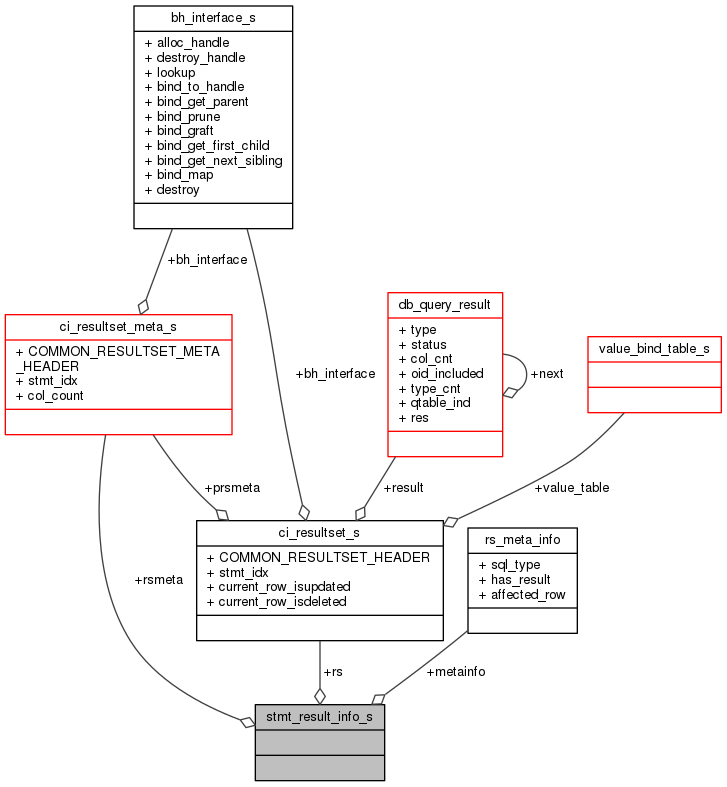 bh_interface_s
+ alloc_handle
+ destroy_handle
+ lookup
+ bind_to_handle
+ bind_get_parent
+ bind_prune
+ bind_graft
+ bind_get_first_child
+ bind_get_next_sibling
+ bind_map
+ destroy
+bh_interface
ci_resultset_meta_s
+ COMMON_RESULTSET_META
_HEADER
+ stmt_idx
+ col_count
+bh_interface
db_query_result
+ type
+ status
+ col_cnt
+ oid_included
+ type_cnt
+ qtable_ind
+ res
+next
value_bind_table_s
+prsmeta
+result
+value_table
ci_resultset_s
+ COMMON_RESULTSET_HEADER
+ stmt_idx
+ current_row_isupdated
+ current_row_isdeleted
rs_meta_info
+ sql_type
+ has_result
+ affected_row
+rsmeta
+rs
+metainfo
stmt_result_info_s